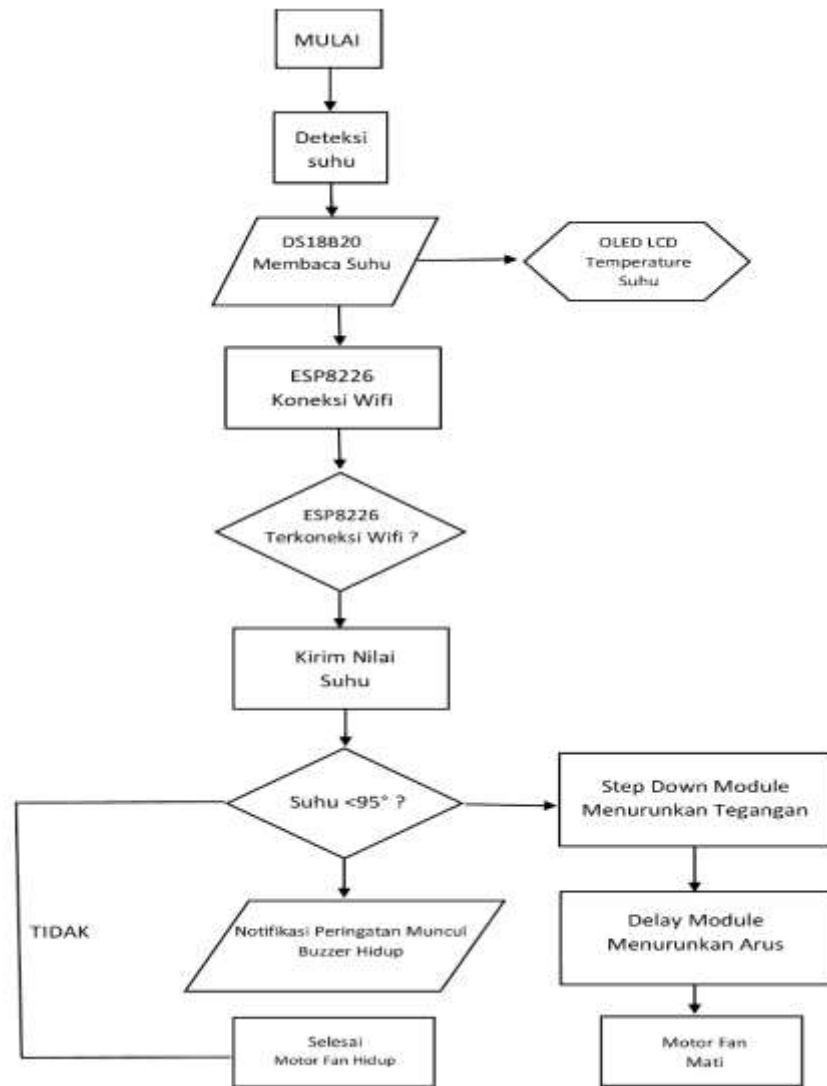 MULAI
Deteksi
suhu
DS18B20
Membaca Suhu
OLED LCD
Temperature
Suhu
ESP8226
Koneksi Wifi
ESP8226
Terkoneksi Wifi ?
Kirim Nilai
Suhu
Suhu <95° ?
Step Down Module
Menurunkan Tegangan
TIDAK
Notifikasi Peringatan Muncul
Buzzer Hidup
Delay Module
Menurunkan Arus
Selesai
Motor Fan Hidup
Motor Fan
Mati